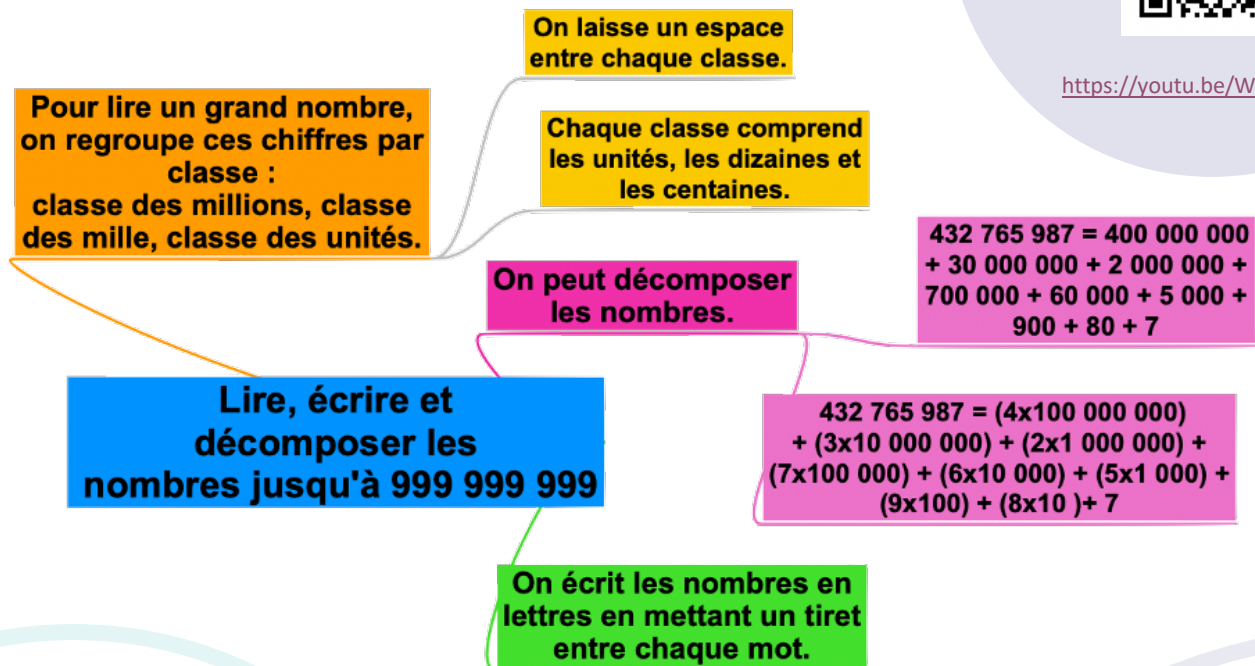 On laisse un espace
entre chaque classe.
https://youtu.be/W
Pour lire un grand nombre,
on regroupe ces chiffres par
classe :
classe des millions, classe
des mille, classe des unités.
Chaque classe comprend
les unités, les dizaines et
les centaines.
On peut décomposer
les nombres.
432 765 987 = 400 000 000
+ 30 000 000 + 2 000 000 +
700 000 + 60 000 + 5 000 +
900 + 80 + 7
Lire, écrire et
décomposer les
nombres jusqu'à 999 999 999
432 765 987 = (4x100 000 000)
+ (3x10 000 000) + (2x1 000 000) +
(7x100 000) + (6x10 000) + (5x1 000) +
(9x100) + (8x10 )+ 7
On écrit les nombres en
lettres en mettant un tiret
entre chaque mot.